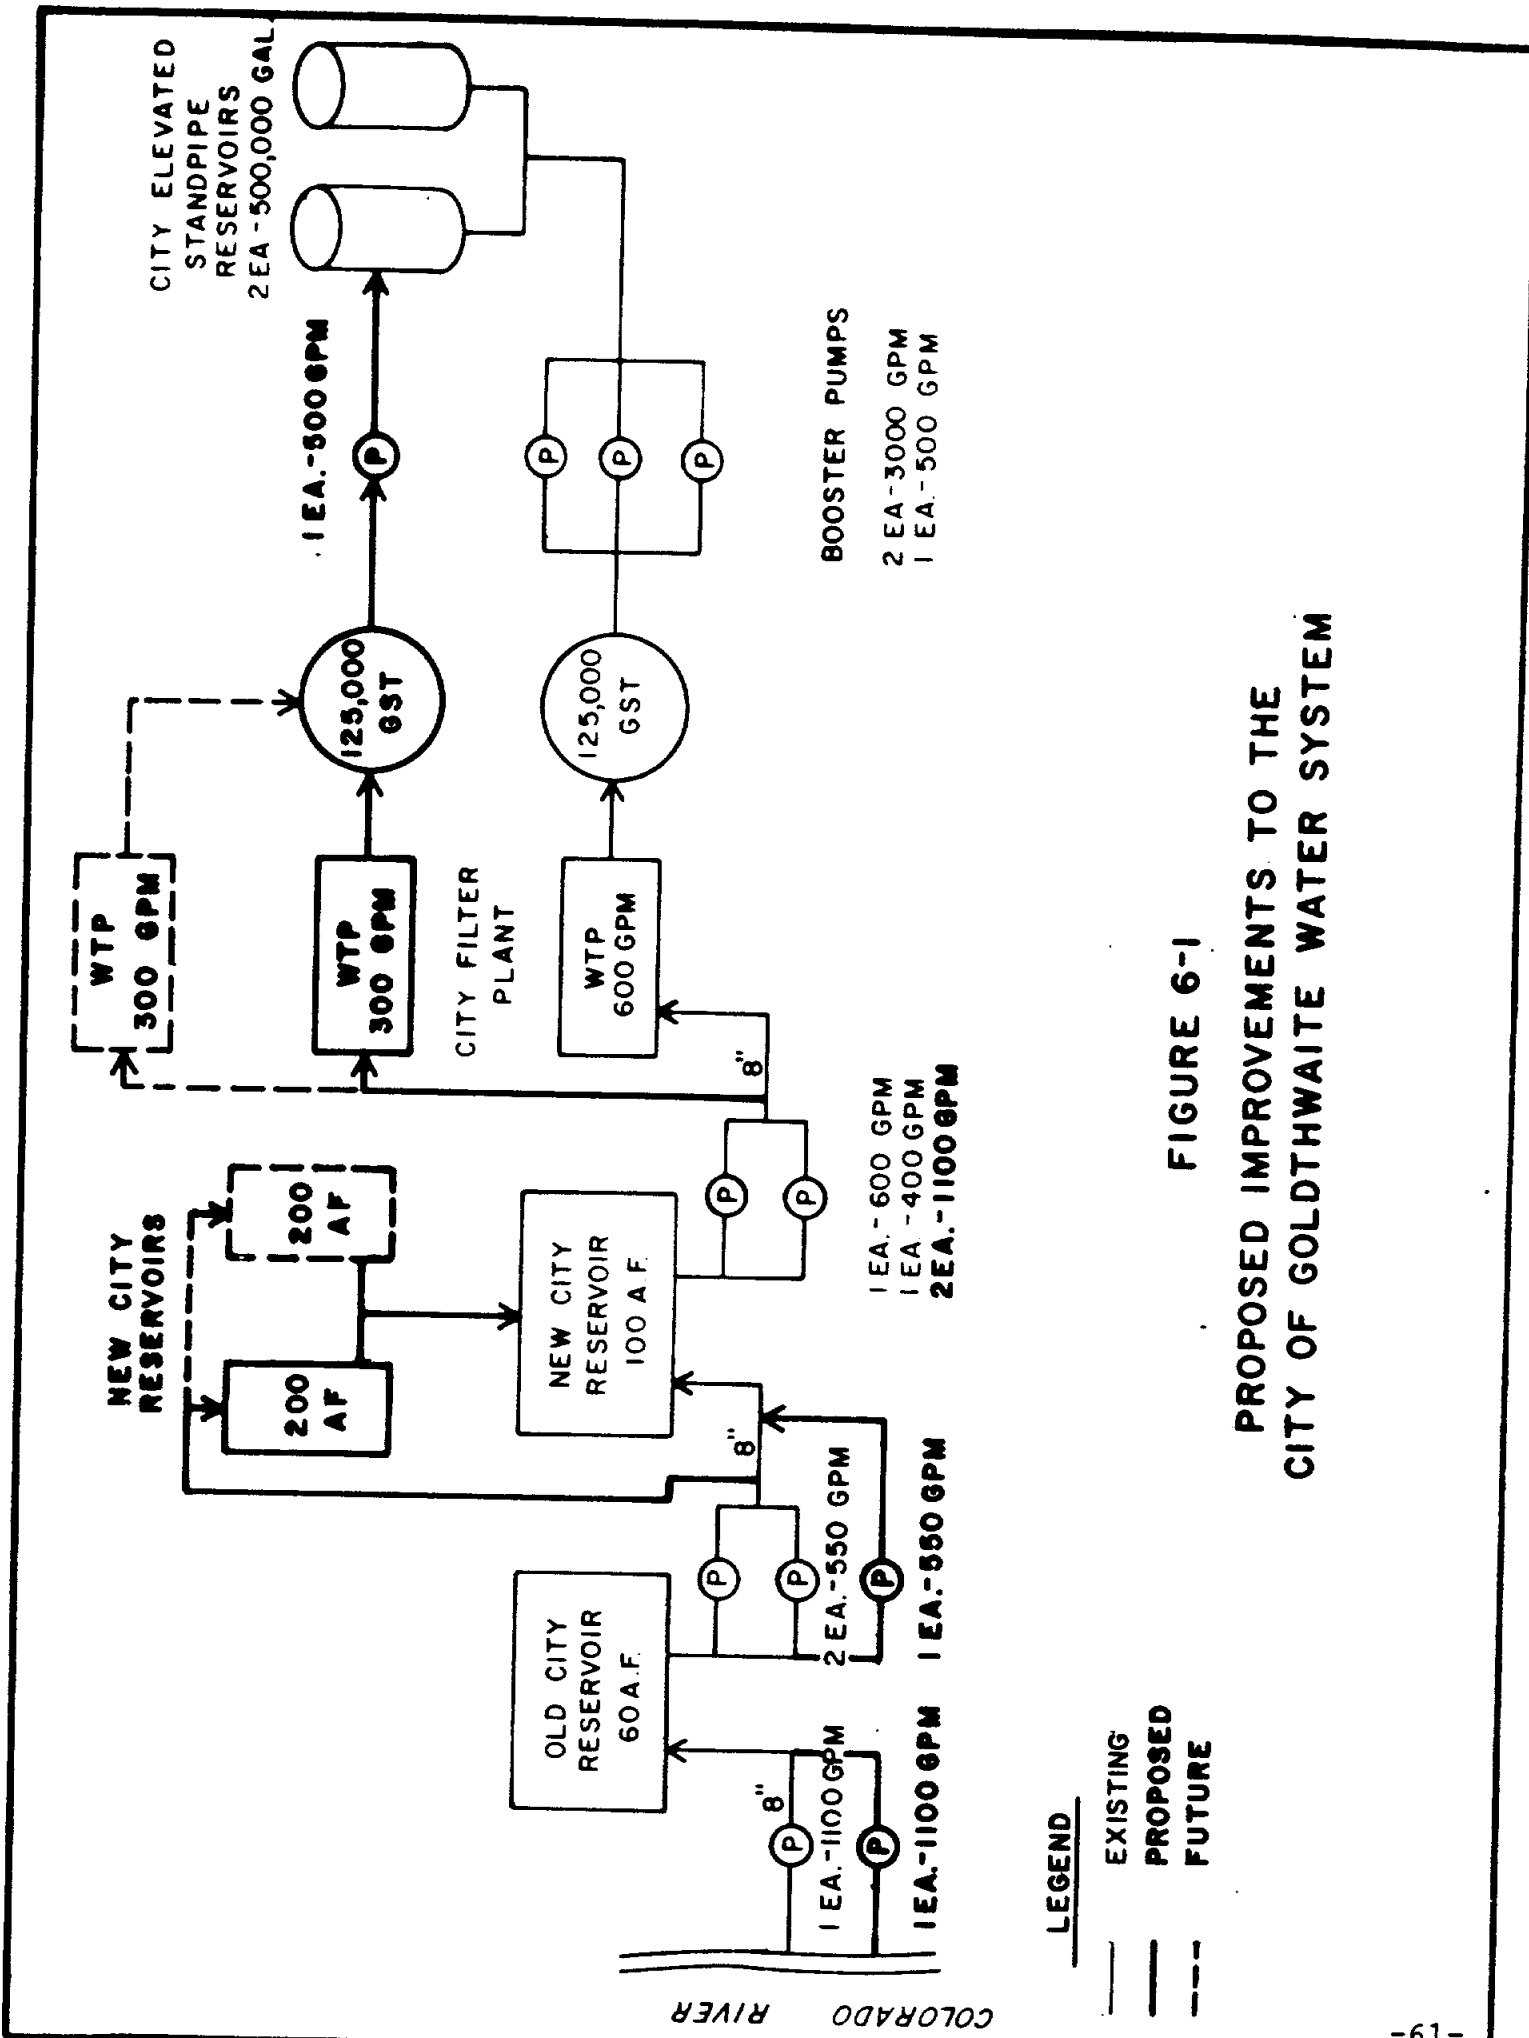 CITY ELEVATED
STANDPIPE
RESERVOIRS
2 EA-500,000 GAL.
1 EA.-500 GPM
P
P
P
P
BOOSTER PUMPS
2 EA-3000 GPM
1 EA.-500 GPM
125,000
GST
125,000
GST
WTP
300 GPM
WTP
300 GPM
CITY FILTER
PLANT
WTP
600 GPM
8"
NEW CITY
RESERVOIRS
200
AF
200
AF
NEW CITY
RESERVOIR
100 A.F.
P
P
1 EA.-600 GPM
1 EA.-400 GPM
2 EA.-1100 GPM
8"
OLD CITY
RESERVOIR
60 A.F.
P
P
2 EA.-550 GPM
P
1 EA.-550 GPM
8"
P
1 EA.-1100 GPM
P
1 EA.-1100 GPM
COLORADO RIVER
LEGEND
EXISTING
PROPOSED
FUTURE
FIGURE 6-1
PROPOSED IMPROVEMENTS TO THE
CITY OF GOLDTHWAITE WATER SYSTEM
-61-